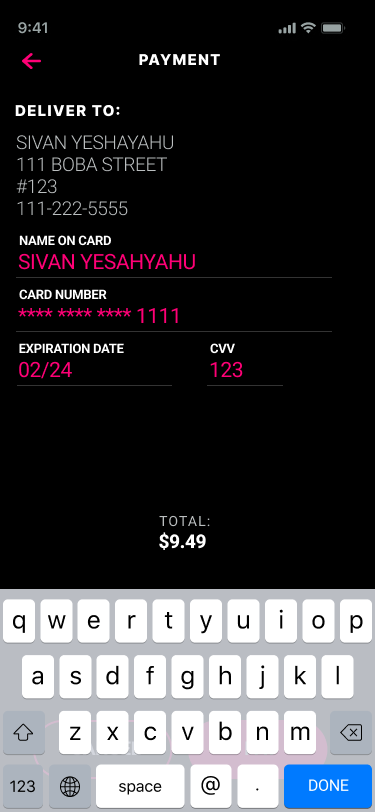 9:41
PAYMENT
DELIVER TO:
SIVAN YESHAYAHU
111 BOBA STREET
#123
111-222-5555
NAME ON CARD
SIVAN YESAHYAHU
CARD NUMBER
**** **** **** 1111
EXPIRATION DATE CVV
02/24 123
TOTAL:
$9.49
q w e r t y u i o p
a s d f g h j k l
z x c v b n m
123 space @ . DONE